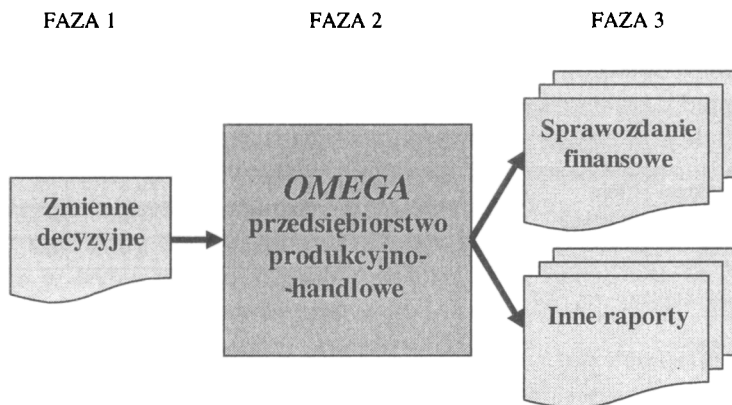 FAZA 1
FAZA 2
FAZA 3
Zmienne
decyzyjne
OMEGA
przedsiębiorstwo
produkcyjno-
-handlowe
Sprawozdanie
finansowe
Inne raporty